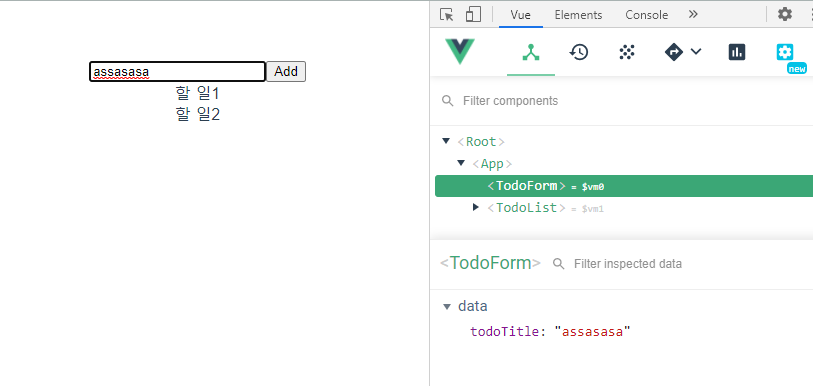 assasasa Add
할 일1
할 일2
Vue Elements Console »
new
Filter components
<Root>
<App>
<TodoForm> = $vm0
<TodoList> = $vm1
<TodoForm> Filter inspected data
data
todoTitle: "assasasa"